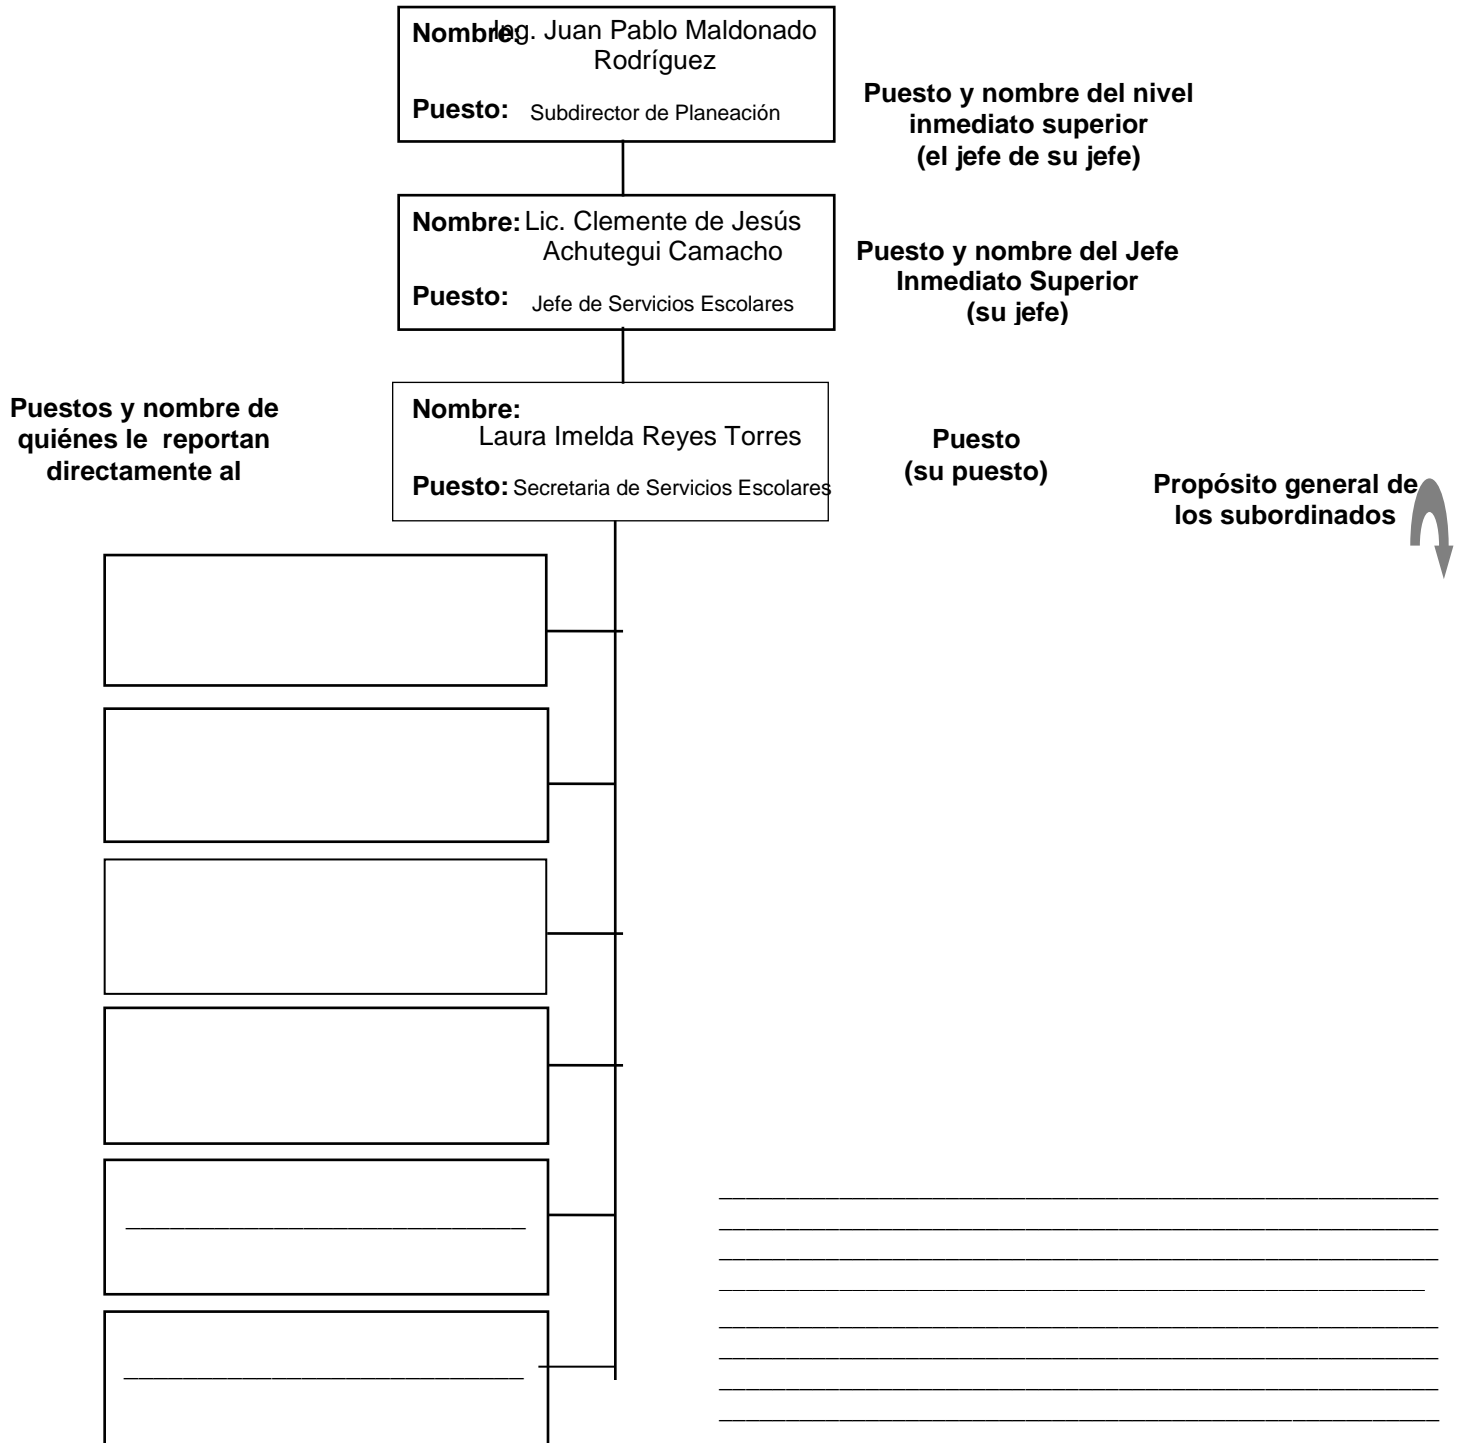 Nombre: Ing. Juan Pablo Maldonado
Rodríguez
Puesto: Subdirector de Planeación
Puesto y nombre del nivel
inmediato superior
(el jefe de su jefe)
Nombre: Lic. Clemente de Jesús
Achutegui Camacho
Puesto: Jefe de Servicios Escolares
Puesto y nombre del Jefe
Inmediato Superior
(su jefe)
Puestos y nombre de
quiénes le reportan
directamente al
Nombre:
Laura Imelda Reyes Torres
Puesto: Secretaria de Servicios Escolares
Puesto
(su puesto)
Propósito general de
los subordinados